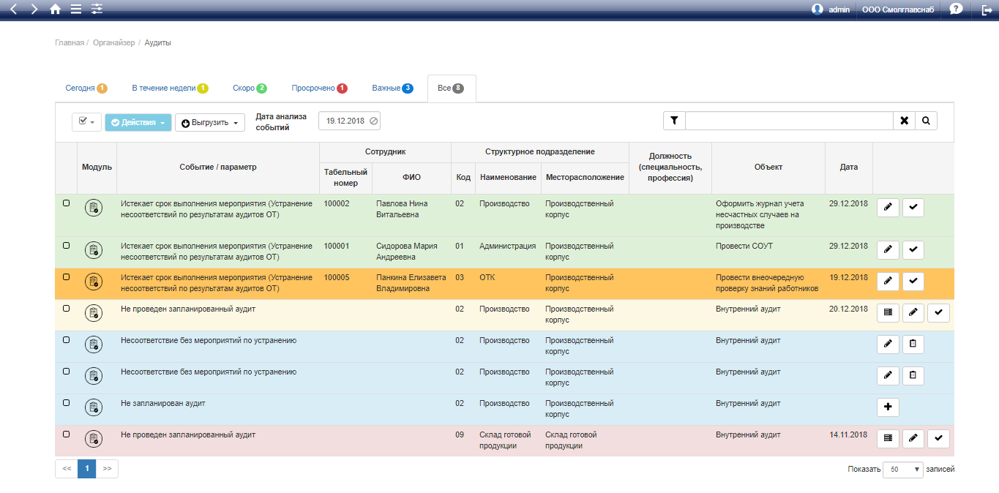 admin ООО Смолглавснаб ?
Главная / Органайзер / Аудиты
Сегодня 1 В течение недели 1 Скоро 2 Просрочено 1 Важные 3 Все 8
Действия Выгрузить Дата анализа событий 19.12.2018
Модуль Событие / параметр Сотрудник Структурное подразделение Должность (специальность, профессия) Объект Дата
Табельный номер ФИО Код Наименование Месторасположение
Истекает срок выполнения мероприятия (Устранение 100002 Павлова Нина 02 Производство Производственный Оформить журнал учета 29.12.2018
несоответствий по результатам аудитов ОТ) Витальевна корпус несчастных случаев на
производстве
Истекает срок выполнения мероприятия (Устранение 100001 Сидорова Мария 01 Администрация Производственный Провести СОУТ 29.12.2018
несоответствий по результатам аудитов ОТ) Андреевна корпус
Истекает срок выполнения мероприятия (Устранение 100005 Панкина Елизавета 03 ОТК Производственный Провести внеочередную 19.12.2018
несоответствий по результатам аудитов ОТ) Владимировна корпус проверку знаний работников
Не проведен запланированный аудит 02 Производство Производственный Внутренний аудит 20.12.2018
корпус
Несоответствие без мероприятий по устранению 02 Производство Производственный Внутренний аудит
корпус
Несоответствие без мероприятий по устранению 02 Производство Производственный Внутренний аудит
корпус
Не запланирован аудит 02 Производство Производственный Внутренний аудит
корпус
Не проведен запланированный аудит 09 Склад готовой Склад готовой Внутренний аудит 14.11.2018
продукции продукции
<< 1 >> Показать 50 записей